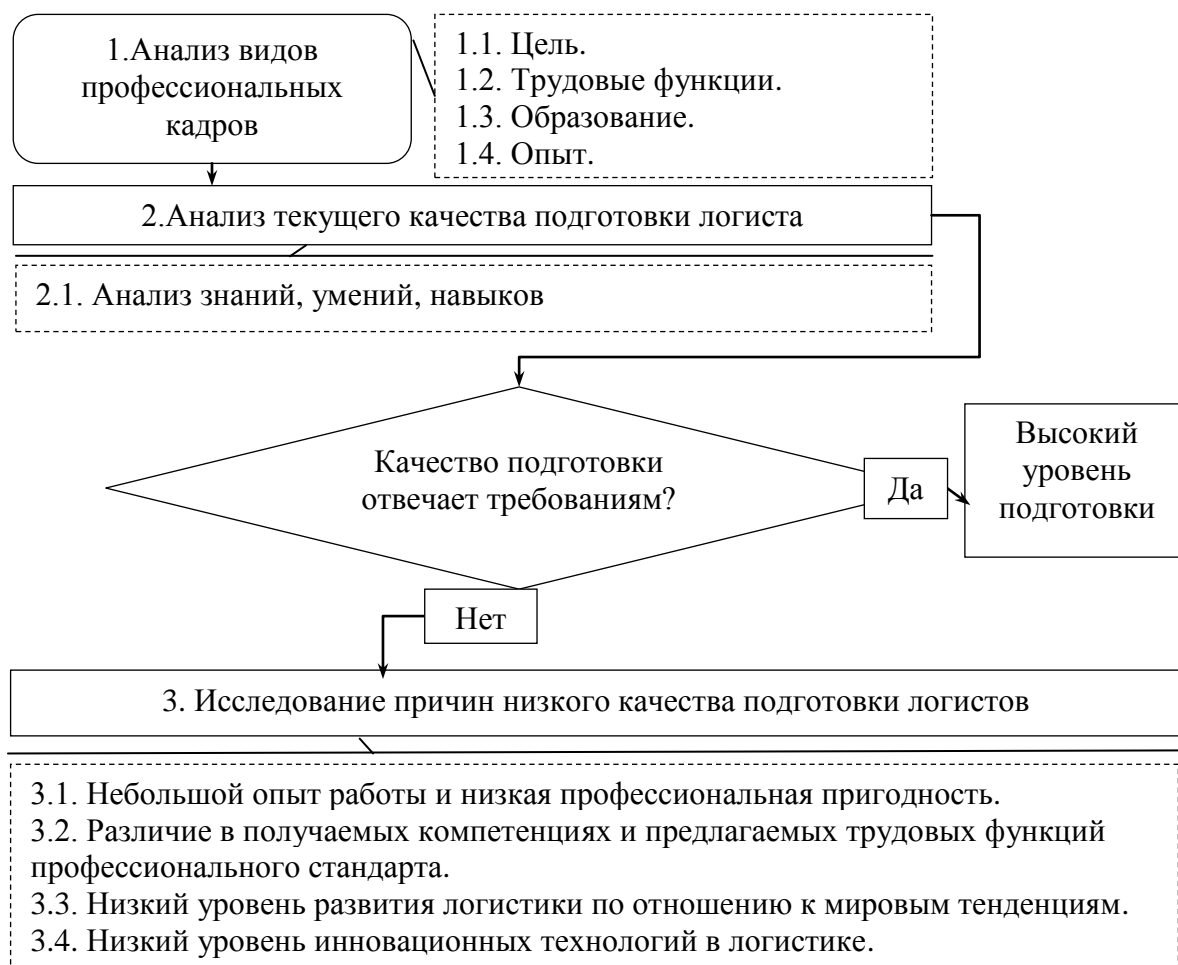 1.Анализ видов
профессиональных
кадров
1.1. Цель.
1.2. Трудовые функции.
1.3. Образование.
1.4. Опыт.
2.Анализ текущего качества подготовки логиста
2.1. Анализ знаний, умений, навыков
Качество подготовки
отвечает требованиям?
Да
Высокий
уровень
подготовки
Нет
3. Исследование причин низкого качества подготовки логистов
3.1. Небольшой опыт работы и низкая профессиональная пригодность.
3.2. Различие в получаемых компетенциях и предлагаемых трудовых функций
профессионального стандарта.
3.3. Низкий уровень развития логистики по отношению к мировым тенденциям.
3.4. Низкий уровень инновационных технологий в логистике.